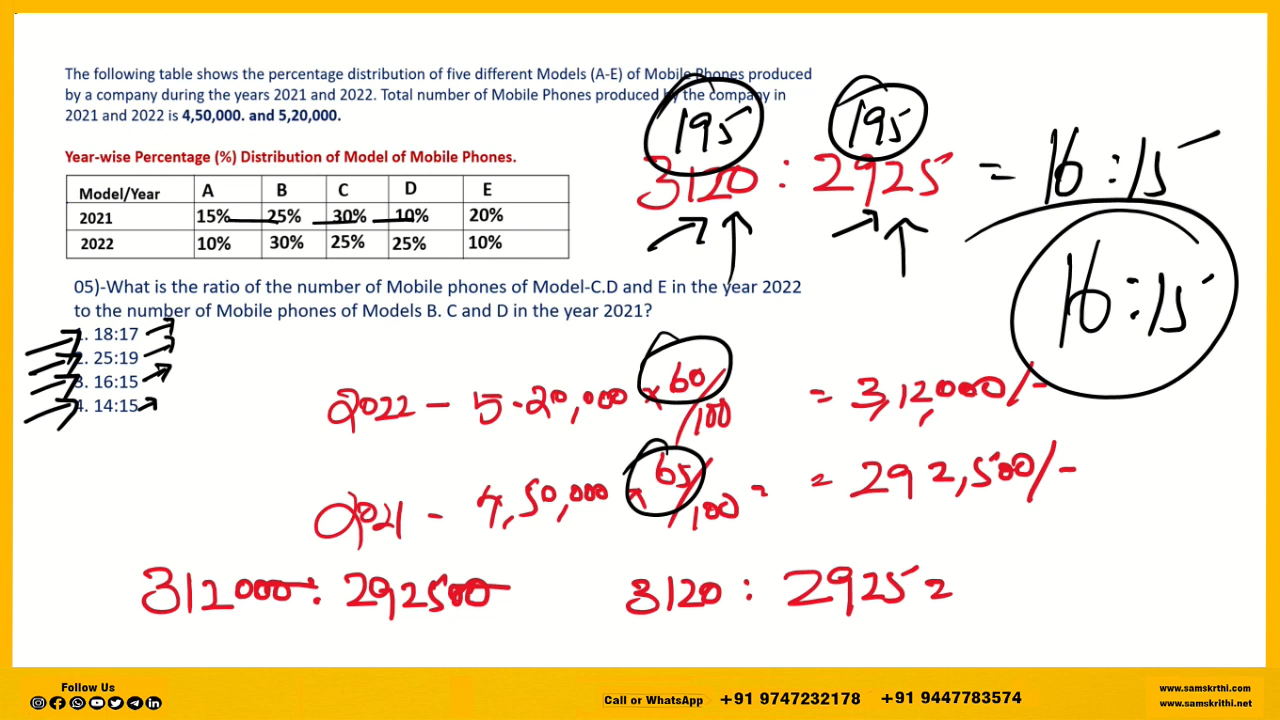 The following table shows the percentage distribution of five different Models (A-E) of Mobile Phones produced
by a company during the years 2021 and 2022. Total number of Mobile Phones produced by the company in
2021 and 2022 is 4,50,000. and 5,20,000.
Year-wise Percentage (%) Distribution of Model of Mobile Phones.
Model/Year A B C D E
2021 15% 25% 30% 10% 20%
2022 10% 30% 25% 25% 10%
195 195
3120 : 2925 = 16:15
16:15
05)-What is the ratio of the number of Mobile phones of Model-C.D and E in the year 2022
to the number of Mobile phones of Models B. C and D in the year 2021?
1. 18:17
2. 25:19
3. 16:15
4. 14:15
2022 - 5.20,000 × 60/100 = 3,12,000/-
2021 - 4,50,000 × 65/100 = = 292,500/-
312000 : 292500 3120 : 2925 =
Follow Us
Call or WhatsApp +91 9747232178 +91 9447783574
www.samskrthi.com
www.samskrithi.net